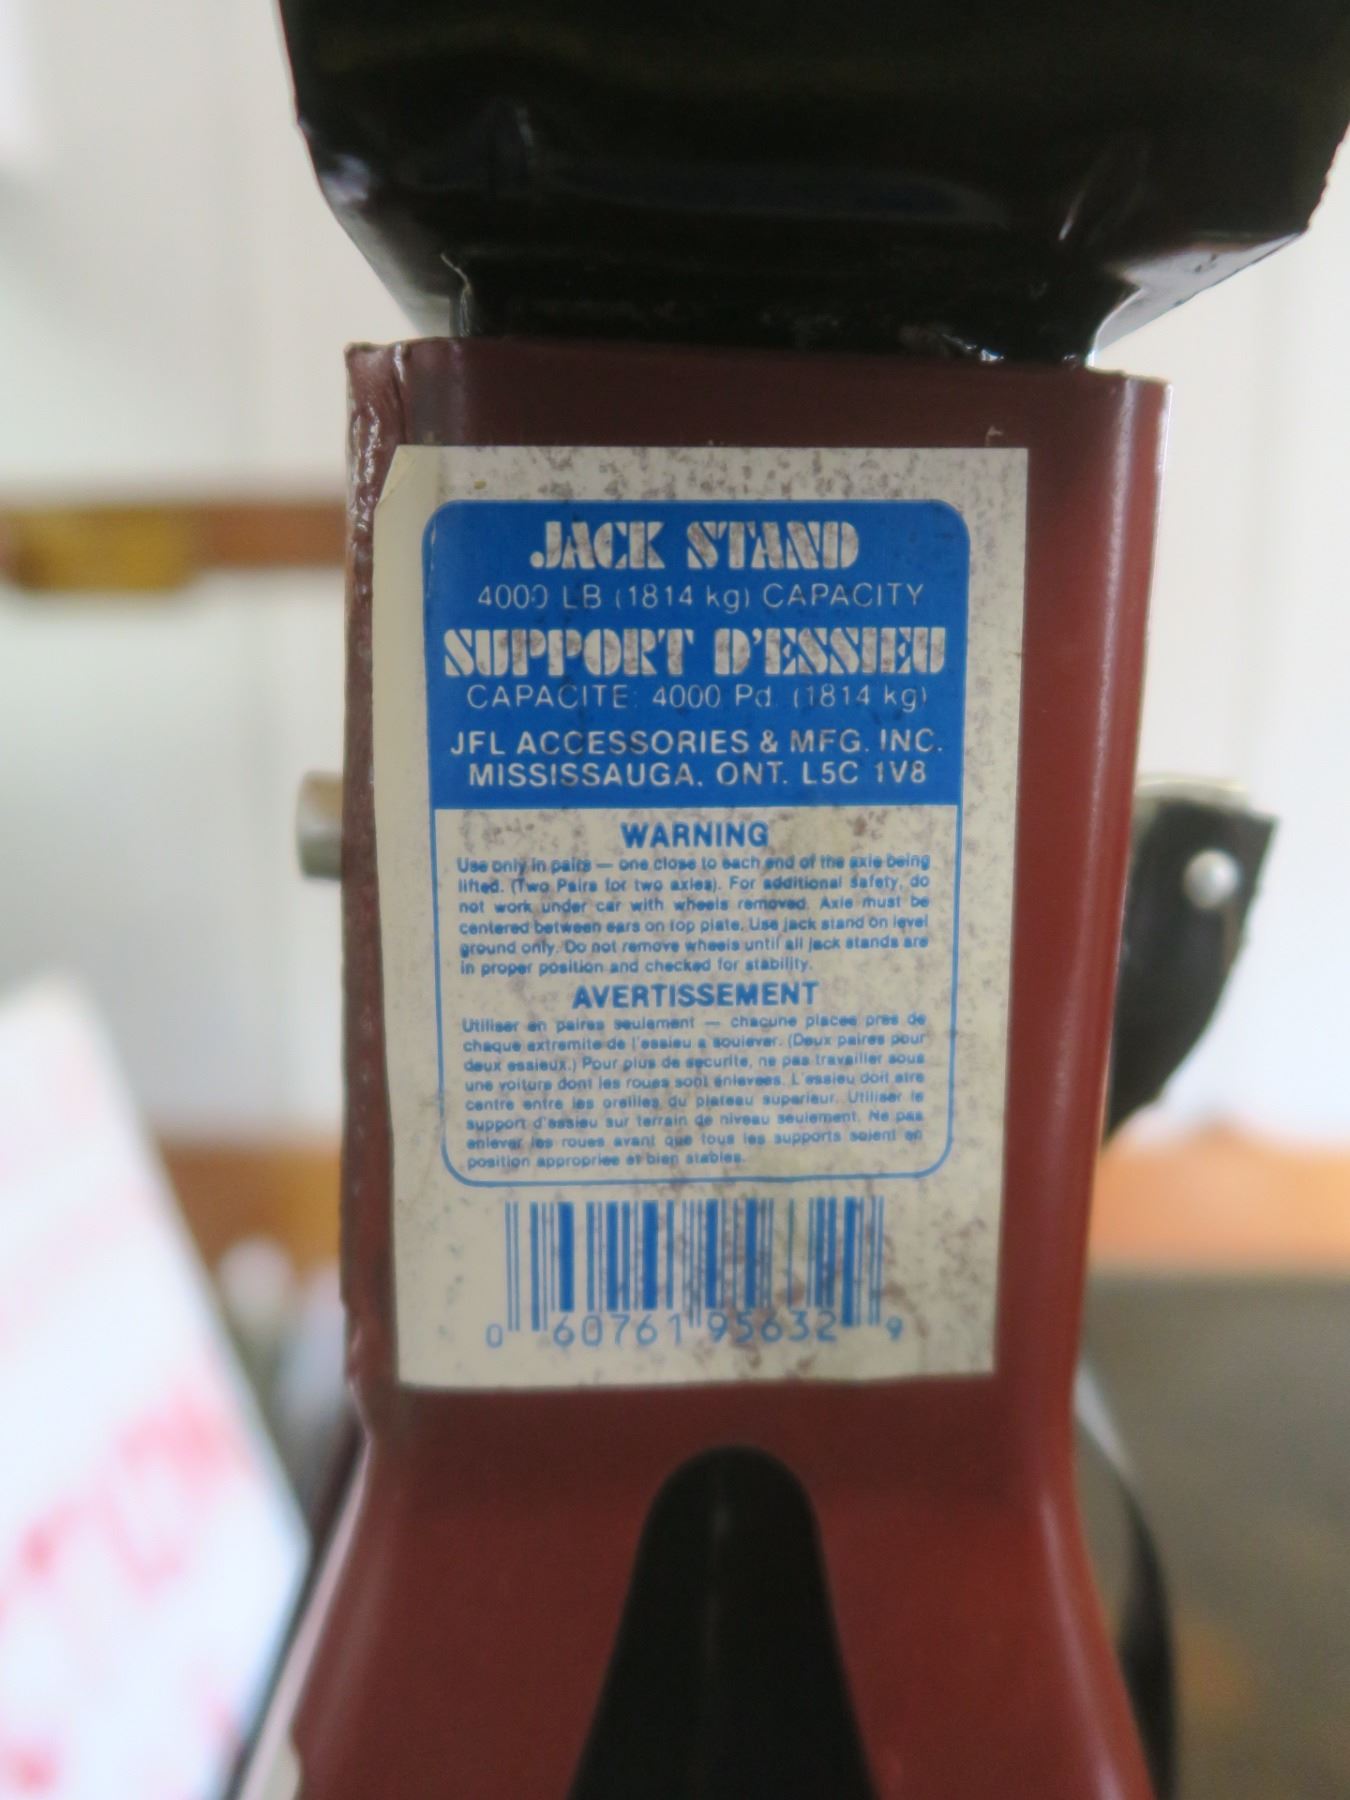 JACK STAND
4000 LB (1814 kg) CAPACITY
SUPPORT D'ESSIEU
CAPACITE: 4000 Pd. (1814 kg)
JFL ACCESSORIES & MFG. INC.
MISSISSAUGA, ONT. L5C 1V8
WARNING
Use only in pairs — one close to each end of the axle being
lifted. (Two Pairs for two axles). For additional safety, do
not work under car with wheels removed. Axle must be
centered between ears on top plate. Use jack stand on level
ground only. Do not remove wheels until all jack stands are
in proper position and checked for stability.
AVERTISSEMENT
Utiliser en paires seulement — chacune placee pres de
chaque extremite de l'essieu a soulever. (Deux paires pour
deux essieux.) Pour plus de securite, ne pas travailler sous
une voiture dont les roues sont enlevees. L'essieu doit etre
centre entre les oreilles du plateau superieur. Utiliser le
support d'essieu sur terrain de niveau seulement. Ne pas
enlever les roues avant que tous les supports soient en
position appropriee et bien stables.
0 60761 95632 9